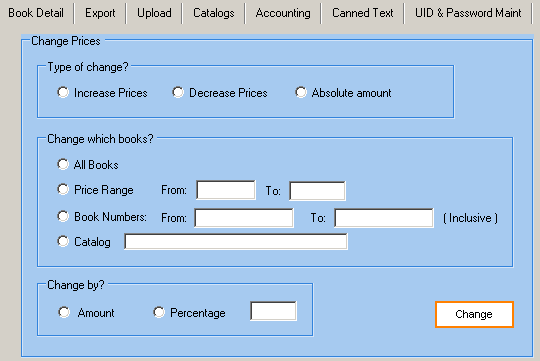 Book Detail Export Upload Catalogs Accounting Canned Text UID & Password Maint
Change Prices
Type of change?
Increase Prices Decrease Prices Absolute amount
Change which books?
All Books
Price Range From: To:
Book Numbers: From: To: ( Inclusive )
Catalog
Change by?
Amount Percentage
Change